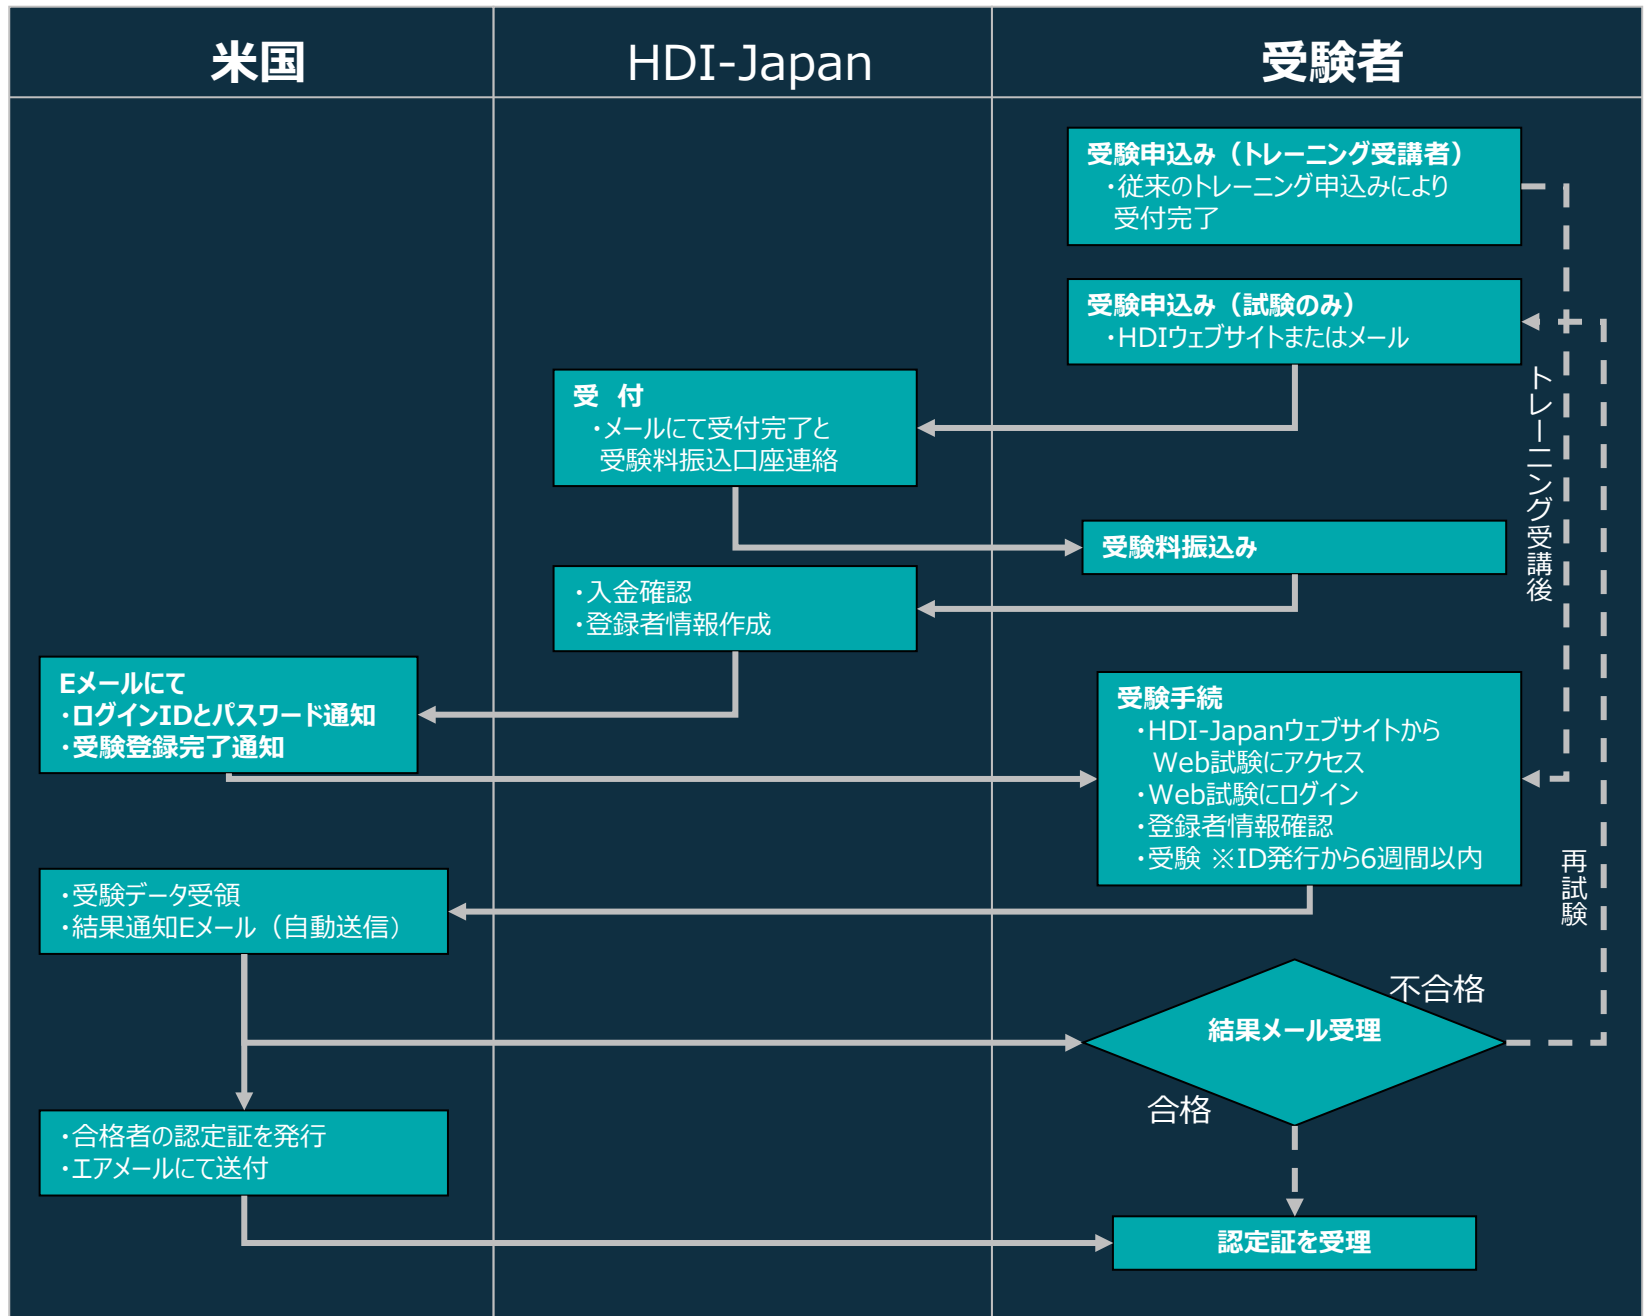 米国
HDI-Japan
受験者
受験申込み（トレーニング受講者）
・従来のトレーニング申込みにより
受付完了
受験申込み（試験のみ）
・HDIウェブサイトまたはメール
受 付
・メールにて受付完了と
受験料振込口座連絡
トレーニング受講後
受験料振込み
・入金確認
・登録者情報作成
Eメールにて
・ログインIDとパスワード通知
・受験登録完了通知
受験手続
・HDI-Japanウェブサイトから
Web試験にアクセス
・Web試験にログイン
・登録者情報確認
・受験 ※ID発行から6週間以内
再試験
・受験データ受領
・結果通知Eメール（自動送信）
不合格
結果メール受理
合格
・合格者の認定証を発行
・エアメールにて送付
認定証を受理